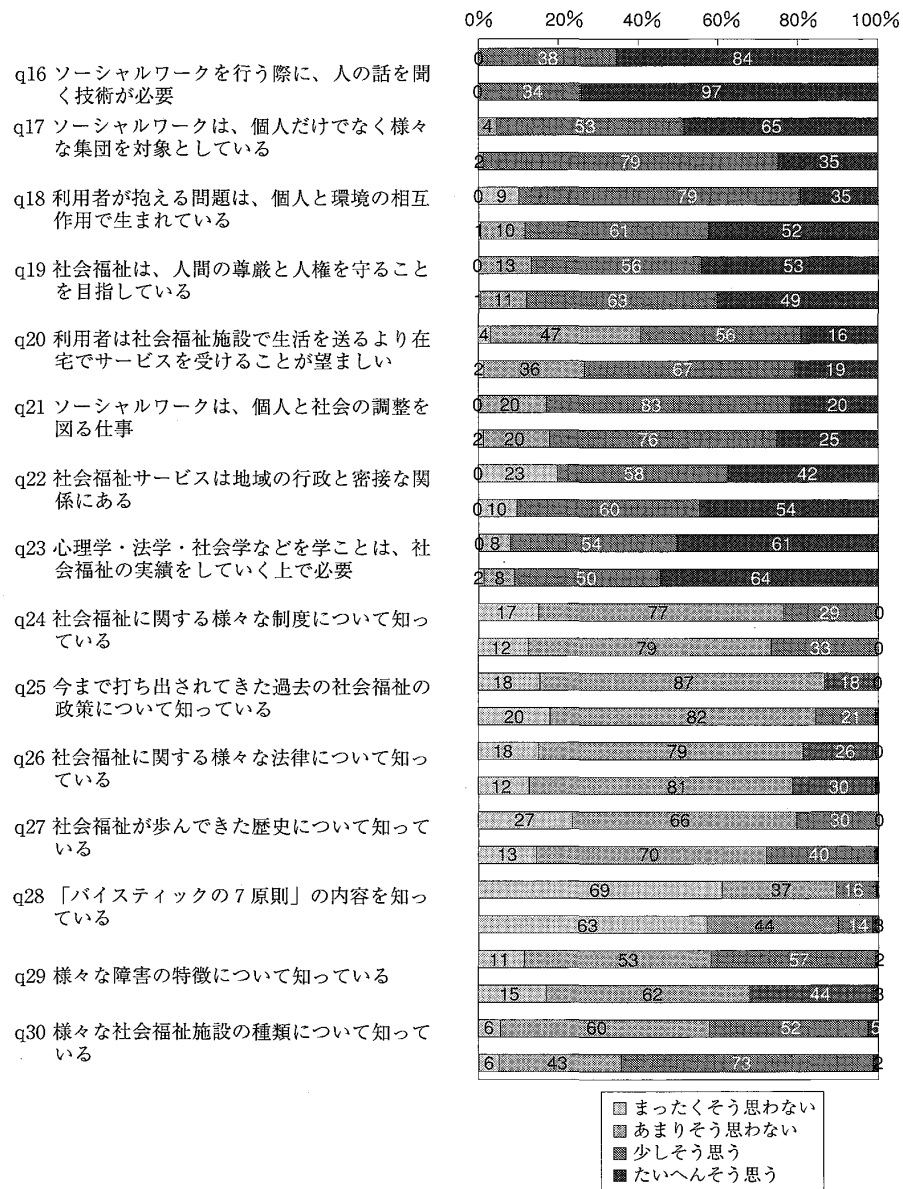 0% 20% 40% 60% 80% 100%
0 38 84
q16 ソーシャルワークを行う際に、人の話を聞
く技術が必要
0 34 97
q17 ソーシャルワークは、個人だけでなく様々
な集団を対象としている
4 53 65
2 79 35
q18 利用者が抱える問題は、個人と環境の相互
作用で生まれている
0 9 79 35
1 10 61 52
q19 社会福祉は、人間の尊厳と人権を守ること
を目指している
0 13 56 53
1 11 63 49
q20 利用者は社会福祉施設で生活を送るより在
宅でサービスを受けることが望ましい
4 47 56 16
2 36 67 19
q21 ソーシャルワークは、個人と社会の調整を
図る仕事
0 20 83 20
2 20 76 25
q22 社会福祉サービスは地域の行政と密接な関
係にある
0 23 58 42
0 10 60 54
q23 心理学・法学・社会学などを学ことは、社
会福祉の実績をしていく上で必要
0 8 54 61
2 8 50 64
q24 社会福祉に関する様々な制度について知っ
ている
17 77 29 0
12 79 33 0
q25 今まで打ち出されてきた過去の社会福祉の
政策について知っている
18 87 18 0
20 82 21
q26 社会福祉に関する様々な法律について知っ
ている
18 79 26 0
12 81 30
q27 社会福祉が歩んできた歴史について知って
いる
27 66 30 0
13 70 40 1
q28 「バイスティックの7原則」の内容を知っ
ている
69 37 16 1
63 44 14 3
q29 様々な障害の特徴について知っている
11 53 57 2
15 62 44 3
q30 様々な社会福祉施設の種類について知って
いる
6 60 52 5
6 43 73 2
まったくそう思わない
あまりそう思わない
少しそう思う
たいへんそう思う